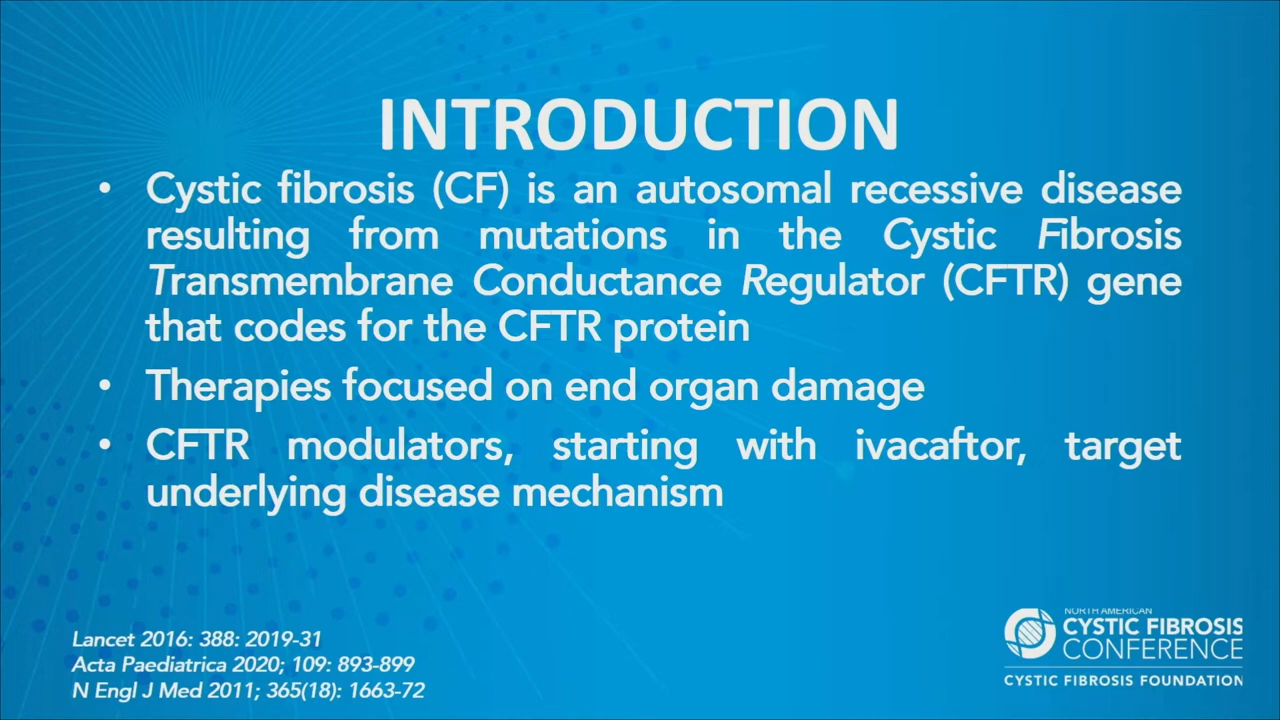 INTRODUCTION
• Cystic fibrosis (CF) is an autosomal recessive disease
resulting from mutations in the Cystic Fibrosis
Transmembrane Conductance Regulator (CFTR) gene
that codes for the CFTR protein
• Therapies focused on end organ damage
• CFTR modulators, starting with ivacaftor, target
underlying disease mechanism
Lancet 2016: 388: 2019-31
Acta Paediatrica 2020; 109: 893-899
N Engl J Med 2011; 365(18): 1663-72
NORTH AMERICAN
CYSTIC FIBROSIS
CONFERENCE
CYSTIC FIBROSIS FOUNDATION